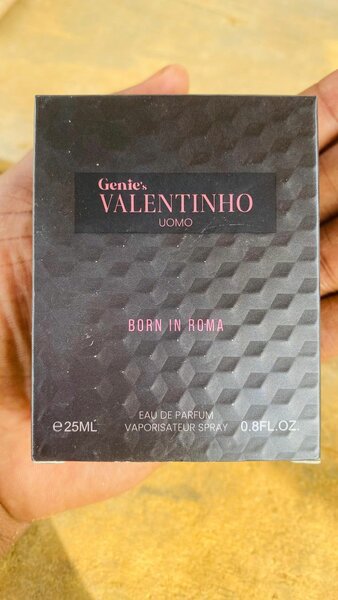 Genie's
VALENTINHO
UOMO
BORN IN ROMA
EAU DE PARFUM
℮25ML VAPORISATEUR SPRAY 0.8FL.OZ.